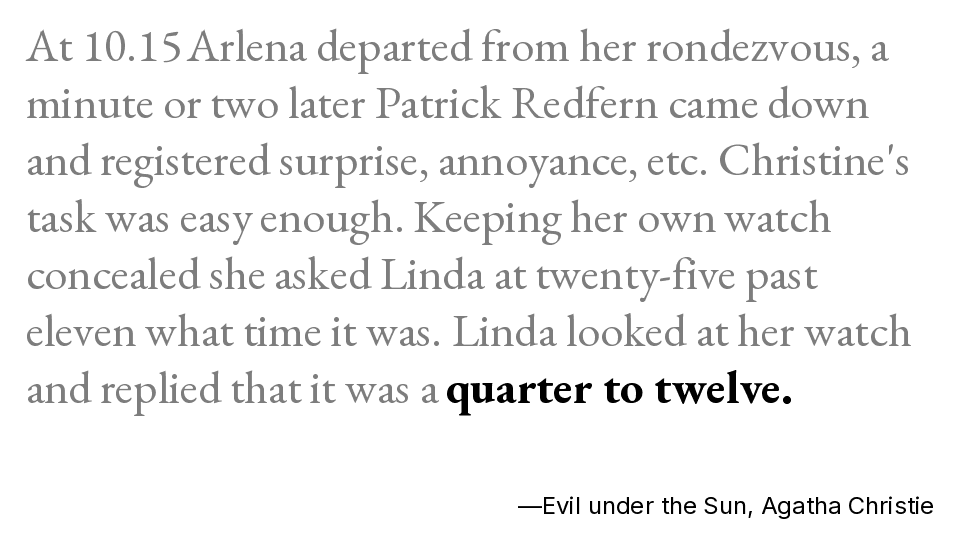 At 10.15 Arlena departed from her rondezvous, a
minute or two later Patrick Redfern came down
and registered surprise, annoyance, etc. Christine's
task was easy enough. Keeping her own watch
concealed she asked Linda at twenty-five past
eleven what time it was. Linda looked at her watch
and replied that it was a quarter to twelve.
—Evil under the Sun, Agatha Christie